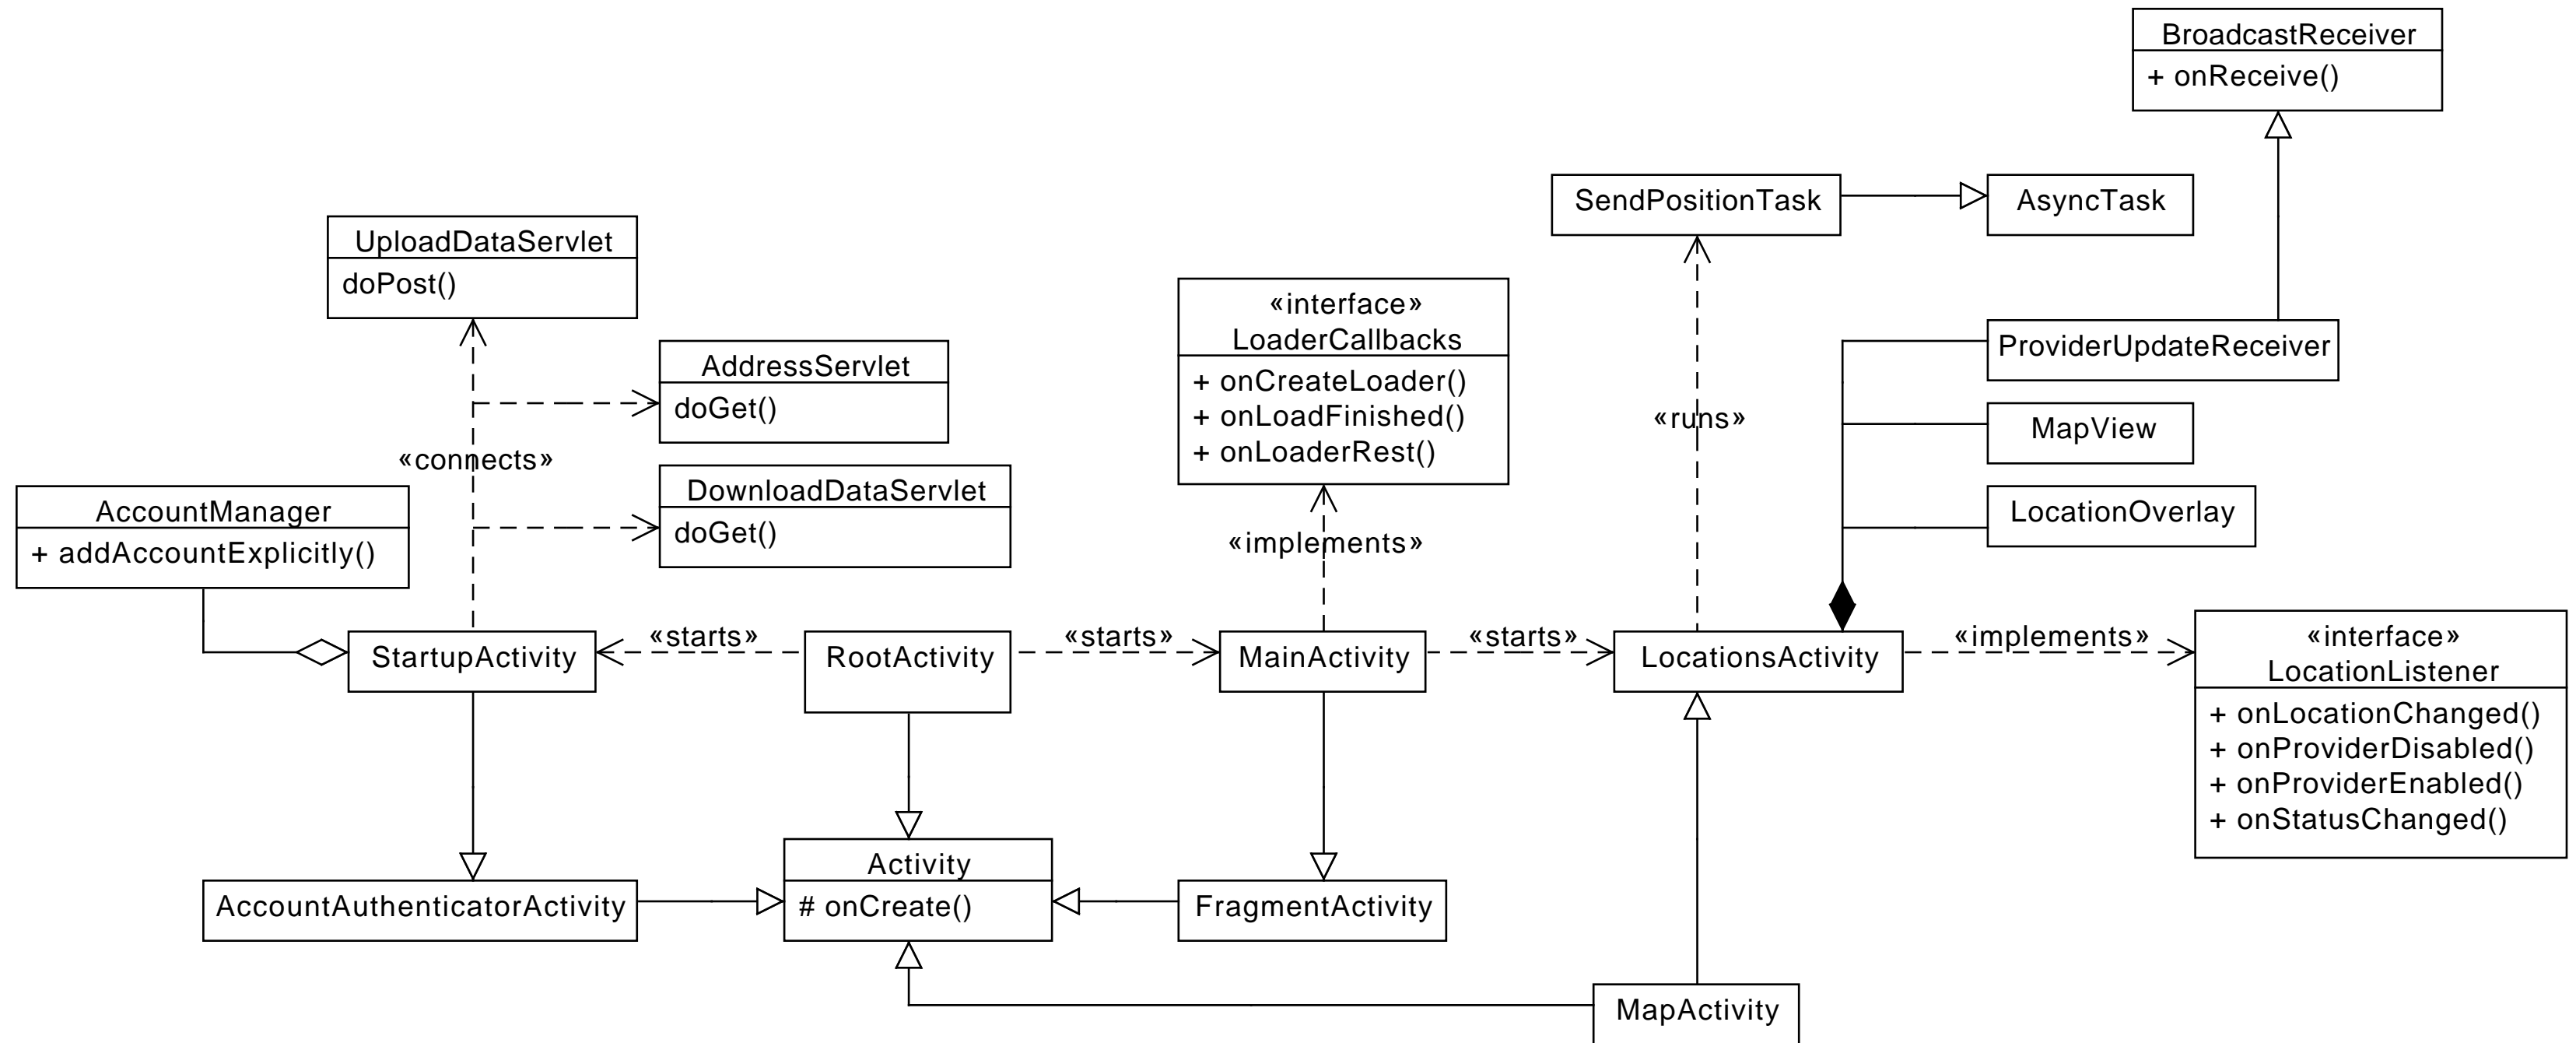 BroadcastReceiver
+ onReceive()
SendPositionTask
AsyncTask
UploadDataServlet
doPost()
«interface»
LoaderCallbacks
+ onCreateLoader()
+ onLoadFinished()
+ onLoaderRest()
ProviderUpdateReceiver
AddressServlet
doGet()
«runs»
MapView
«connects»
DownloadDataServlet
doGet()
AccountManager
+ addAccountExplicitly()
LocationOverlay
«implements»
StartupActivity
«starts»
RootActivity
«starts»
MainActivity
«starts»
LocationsActivity
«implements»
«interface»
LocationListener
+ onLocationChanged()
+ onProviderDisabled()
+ onProviderEnabled()
+ onStatusChanged()
AccountAuthenticatorActivity
Activity
# onCreate()
FragmentActivity
MapActivity